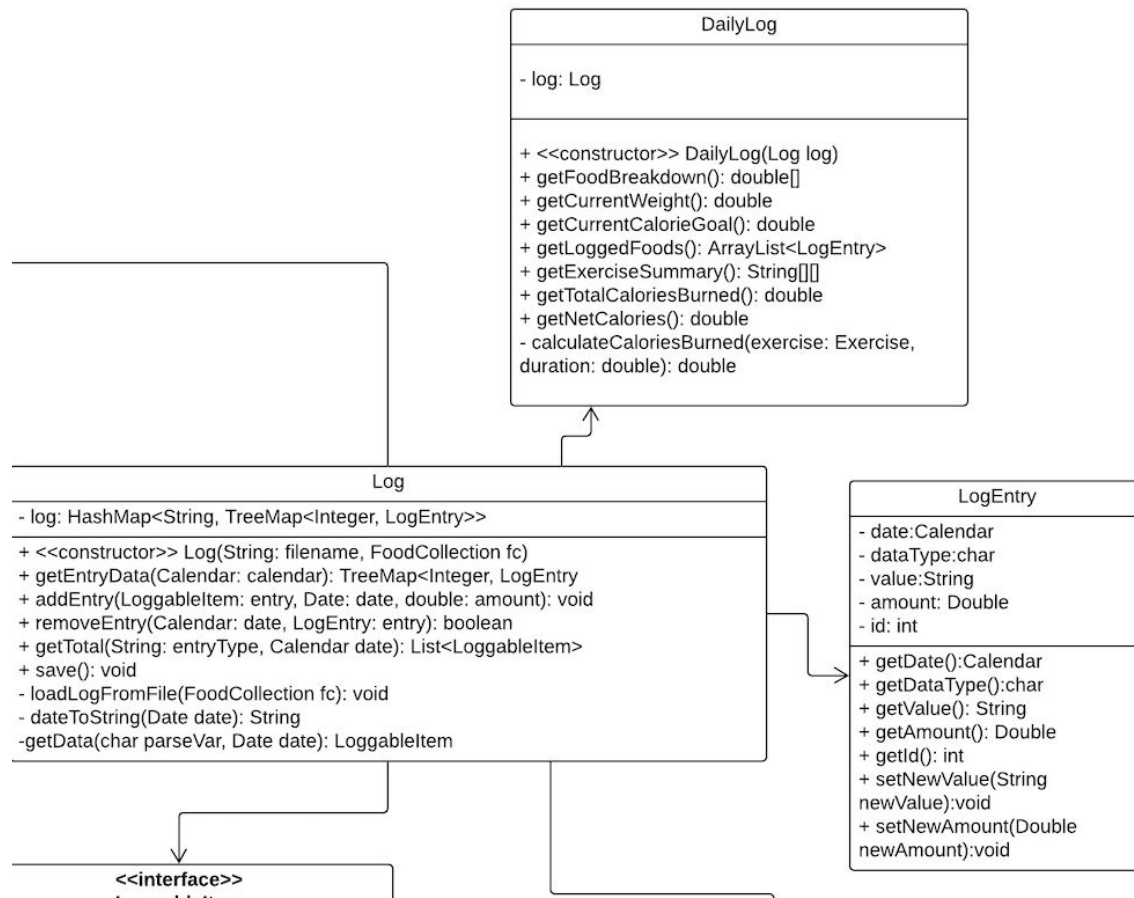 DailyLog
- log: Log
+ <<constructor>> DailyLog(Log log)
+ getFoodBreakdown(): double[]
+ getCurrentWeight(): double
+ getCurrentCalorieGoal(): double
+ getLoggedFoods(): ArrayList<LogEntry>
+ getExerciseSummary(): String[][]
+ getTotalCaloriesBurned(): double
+ getNetCalories(): double
- calculateCaloriesBurned(exercise: Exercise,
duration: double): double
Log
- log: HashMap<String, TreeMap<Integer, LogEntry>>
+ <<constructor>> Log(String: filename, FoodCollection fc)
+ getEntryData(Calendar: calendar): TreeMap<Integer, LogEntry
+ addEntry(LoggableItem: entry, Date: date, double: amount): void
+ removeEntry(Calendar: date, LogEntry: entry): boolean
+ getTotal(String: entryType, Calendar date): List<LoggableItem>
+ save(): void
- loadLogFromFile(FoodCollection fc): void
- dateToString(Date date): String
-getData(char parseVar, Date date): LoggableItem
LogEntry
- date:Calendar
- dataType:char
- value:String
- amount: Double
- id: int
+ getDate():Calendar
+ getDataType():char
+ getValue(): String
+ getAmount(): Double
+ getId(): int
+ setNewValue(String
newValue):void
+ setNewAmount(Double
newAmount):void
<<interface>>